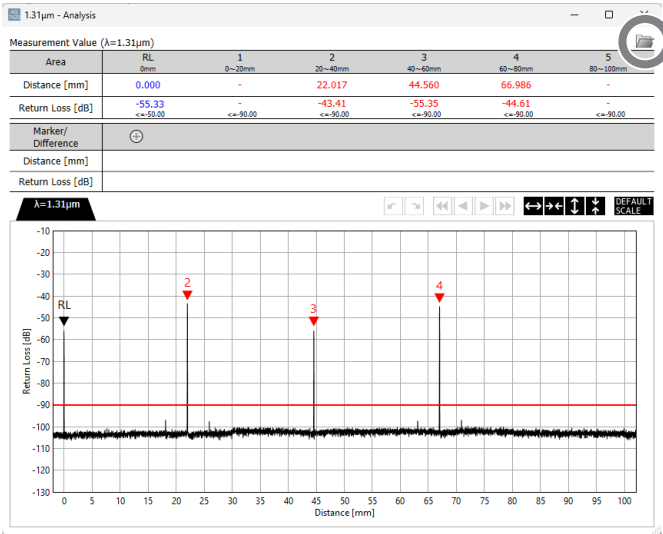 1.31μm - Analysis
Measurement Value (λ=1.31μm)
Area RL 1 2 3 4 5
0mm 0~20mm 20~40mm 40~60mm 60~80mm 80~100mm
Distance [mm] 0.000 - 22.017 44.560 66.986 -
Return Loss [dB] -55.33 - -43.41 -55.35 -44.61 -
<=-50.00 <=-90.00 <=-90.00 <=-90.00 <=-90.00 <=-90.00
Marker/
Difference
Distance [mm]
Return Loss [dB]
λ=1.31μm
DEFAULT
SCALE
-10
-20
-30
2
4
-40
RL
3
-50
-60
-70
-80
-90
-100
-110
-120
-130
Return Loss [dB]
0 5 10 15 20 25 30 35 40 45 50 55 60 65 70 75 80 85 90 95 100
Distance [mm]